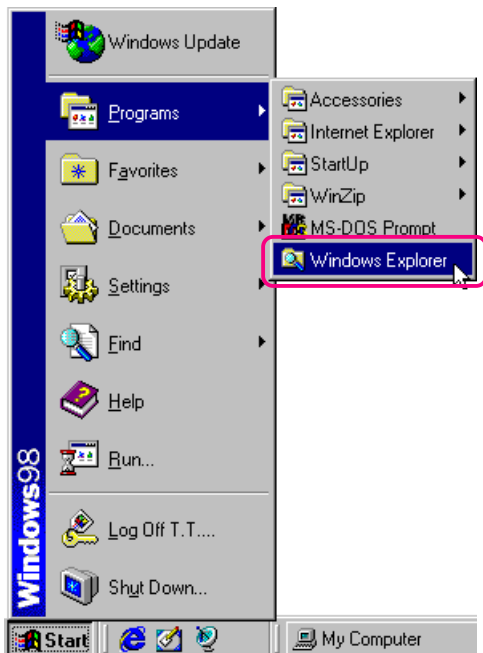 Windows Update
Programs
Favorites
Documents
Settings
Find
Help
Run...
Log Off T.T....
Shut Down...
Windows98
Accessories
Internet Explorer
StartUp
WinZip
MS-DOS Prompt
Windows Explorer
Start
My Computer